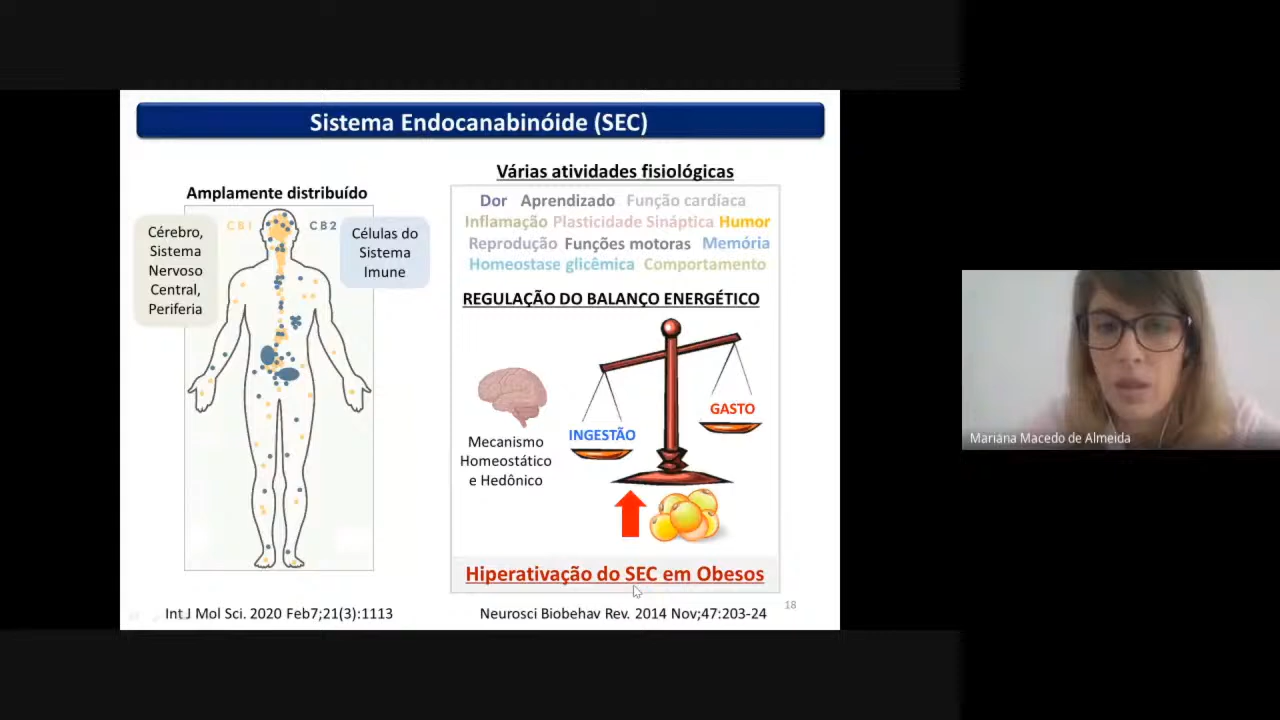 Sistema Endocanabinóide (SEC)
Amplamente distribuído
CB1
CB2
Cérebro,
Sistema
Nervoso
Central,
Periferia
Células do
Sistema
Imune
Int J Mol Sci. 2020 Feb7;21(3):1113
Várias atividades fisiológicas
Dor Aprendizado Função cardíaca
Inflamação Plasticidade Sináptica Humor
Reprodução Funções motoras Memória
Homeostase glicêmica Comportamento
REGULAÇÃO DO BALANÇO ENERGÉTICO
Mecanismo
Homeostático
e Hedônico
INGESTÃO
GASTO
Hiperativação do SEC em Obesos
Neurosci Biobehav Rev. 2014 Nov;47:203-24
18
Mariana Macedo de Almeida